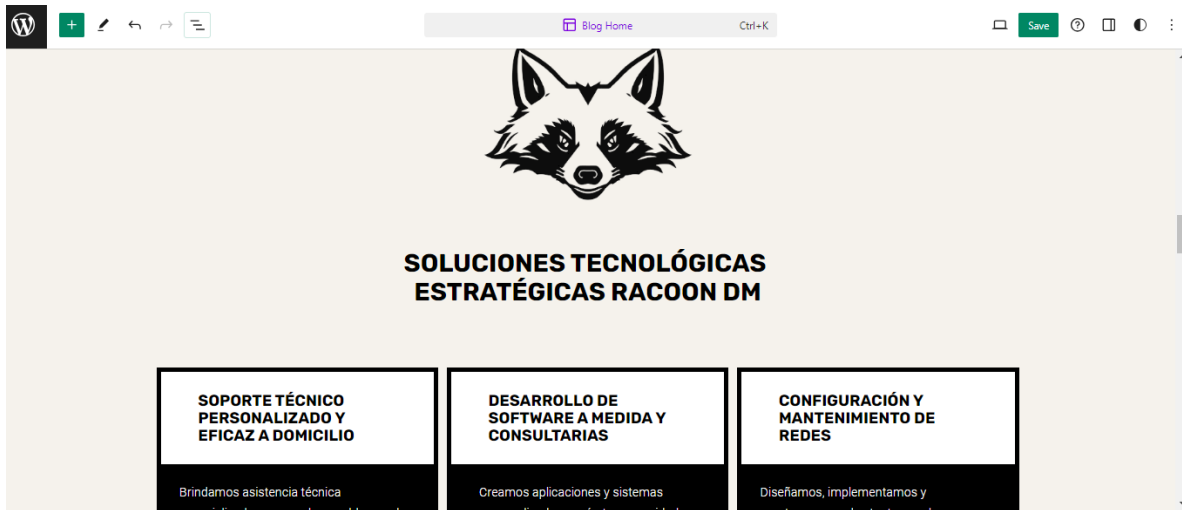 Blog Home
Ctrl+K
Save
SOLUCIONES TECNOLÓGICAS
ESTRATÉGICAS RACOON DM
SOPORTE TÉCNICO
PERSONALIZADO Y
EFICAZ A DOMICILIO
Brindamos asistencia técnica
DESARROLLO DE
SOFTWARE A MEDIDA Y
CONSULTARIAS
Creamos aplicaciones y sistemas
CONFIGURACIÓN Y
MANTENIMIENTO DE
REDES
Diseñamos, implementamos y